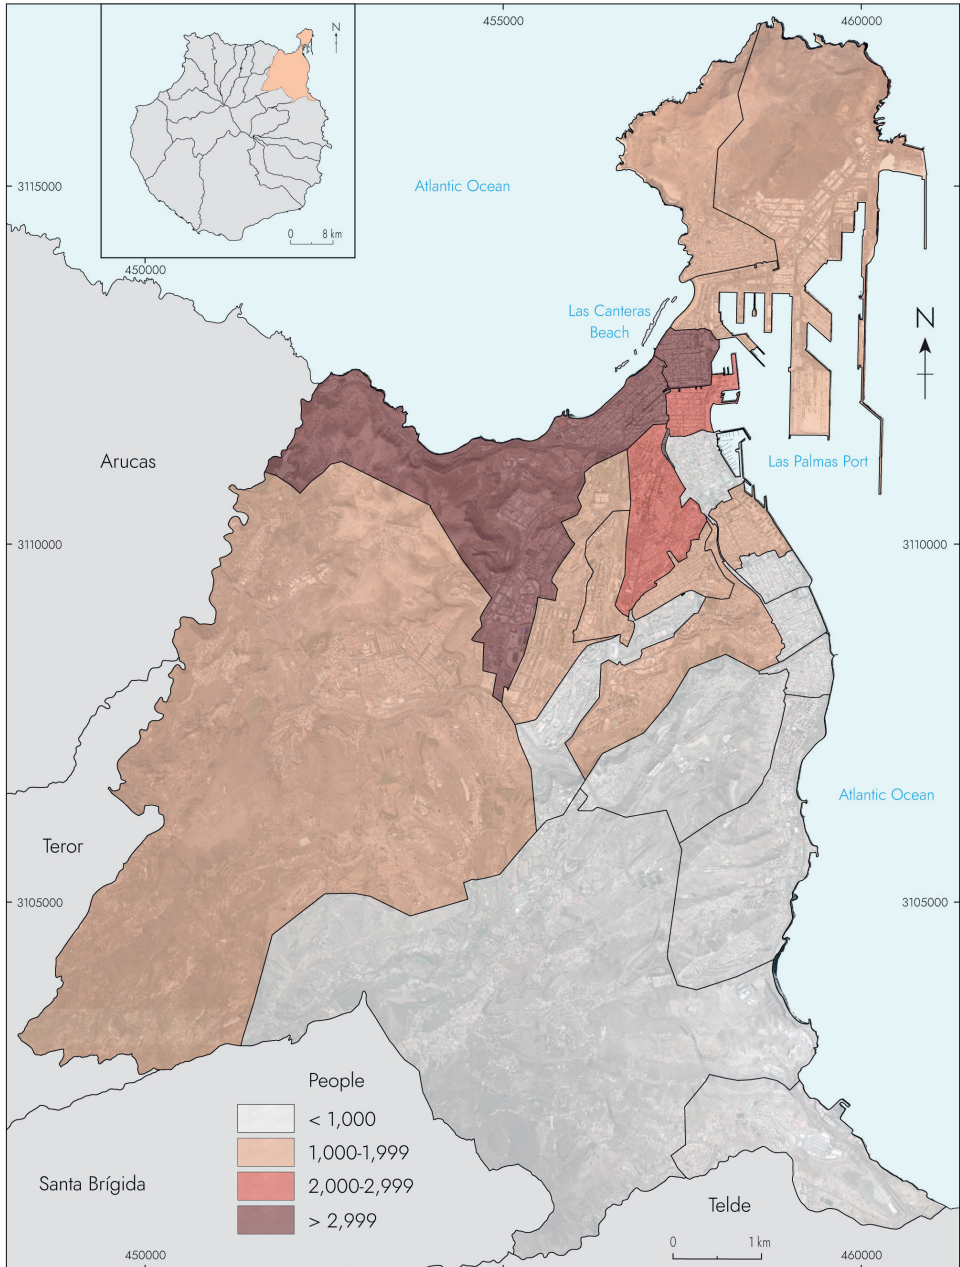 455000
460000
N
0 8 km
450000
3115000
Atlantic Ocean
Las Canteras
Beach
N
Arucas
Las Palmas Port
3110000
3110000
Atlantic Ocean
Teror
3105000
3105000
People
< 1,000
1,000-1,999
2,000-2,999
> 2,999
Santa Brígida
Telde
0 1 km
450000
460000